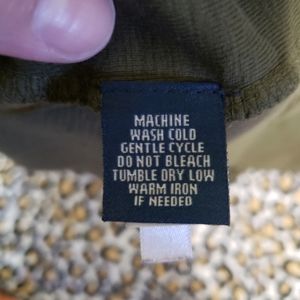 MACHINE
WASH COLD
GENTLE CYCLE
DO NOT BLEACH
TUMBLE DRY LOW
WARM IRON
IF NEEDED